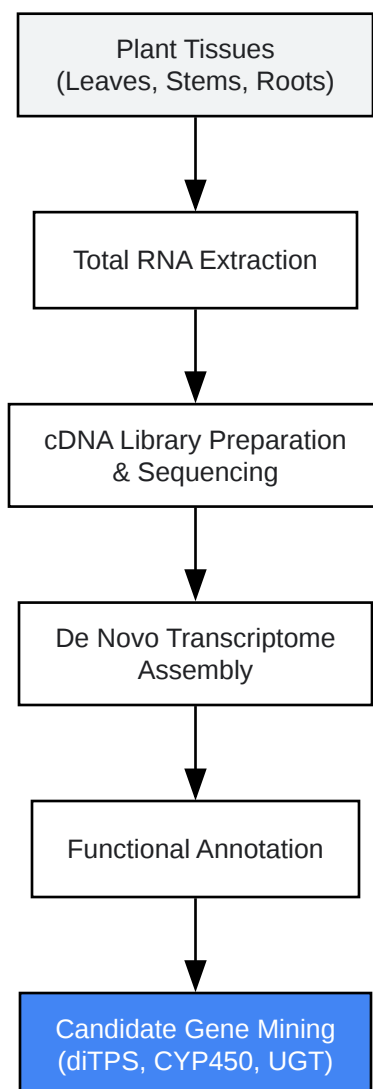 Plant Tissues
(Leaves, Stems, Roots)
Total RNA Extraction
cDNA Library Preparation
& Sequencing
De Novo Transcriptome
Assembly
Functional Annotation
Candidate Gene Mining
(diTPS, CYP450, UGT)